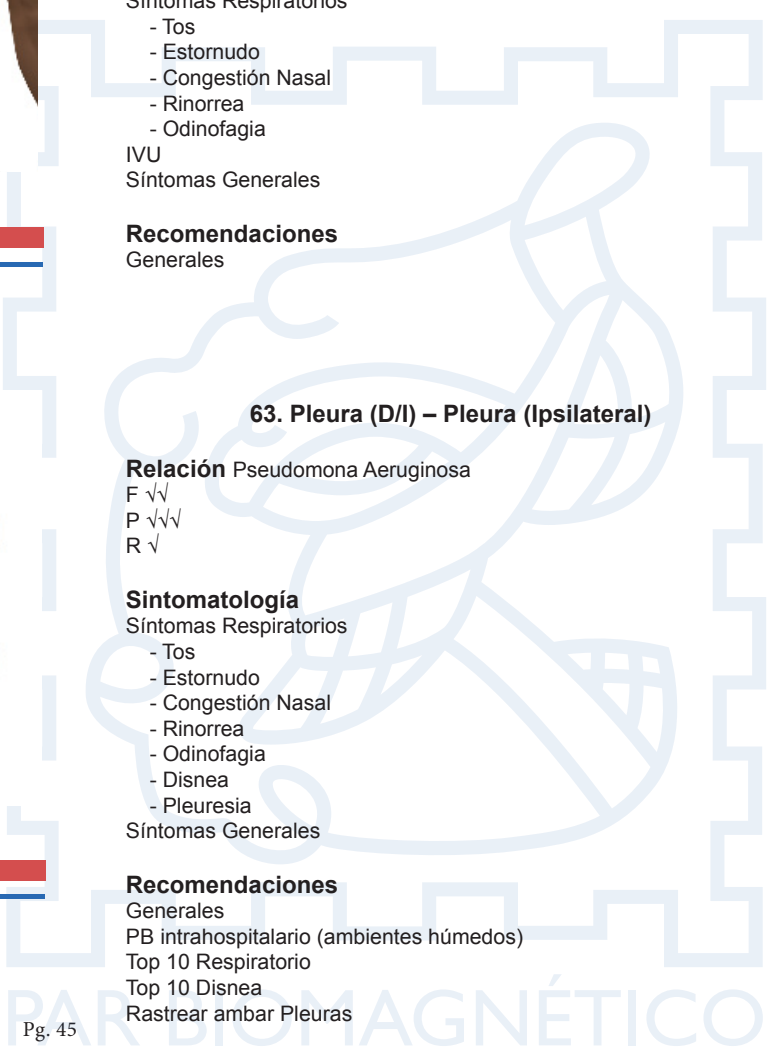 Síntomas Respiratorios
- Tos
- Estornudo
- Congestión Nasal
- Rinorrea
- Odinofagia
IVU
Síntomas Generales
Recomendaciones
Generales
63. Pleura (D/I) – Pleura (Ipsilateral)
Relación Pseudomona Aeruginosa
F √√
P √√√
R √
Sintomatología
Síntomas Respiratorios
- Tos
- Estornudo
- Congestión Nasal
- Rinorrea
- Odinofagia
- Disnea
- Pleuresia
Síntomas Generales
Recomendaciones
Generales
PB intrahospitalario (ambientes húmedos)
Top 10 Respiratorio
Top 10 Disnea
Rastrear ambar Pleuras
PAR BIOMAGNÉTICO
Pg. 45